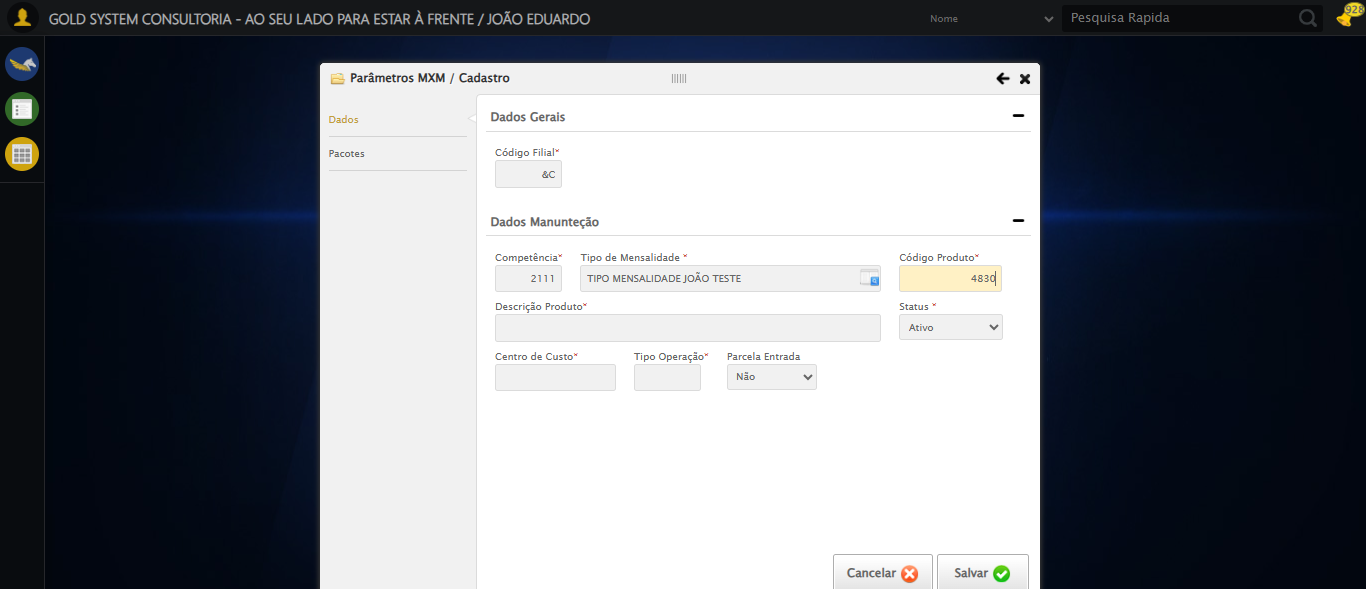 GOLD SYSTEM CONSULTORIA - AO SEU LADO PARA ESTAR À FRENTE / JOÃO EDUARDO
Nome
Pesquisa Rapida
928
Parâmetros MXM / Cadastro
Dados
Pacotes
Dados Gerais
Código Filial*
&C
Dados Manunteção
Competência* Tipo de Mensalidade * Código Produto*
2111 TIPO MENSALIDADE JOÃO TESTE 4830
Descrição Produto* Status *
Ativo
Centro de Custo* Tipo Operação* Parcela Entrada
Não
Cancelar Salvar